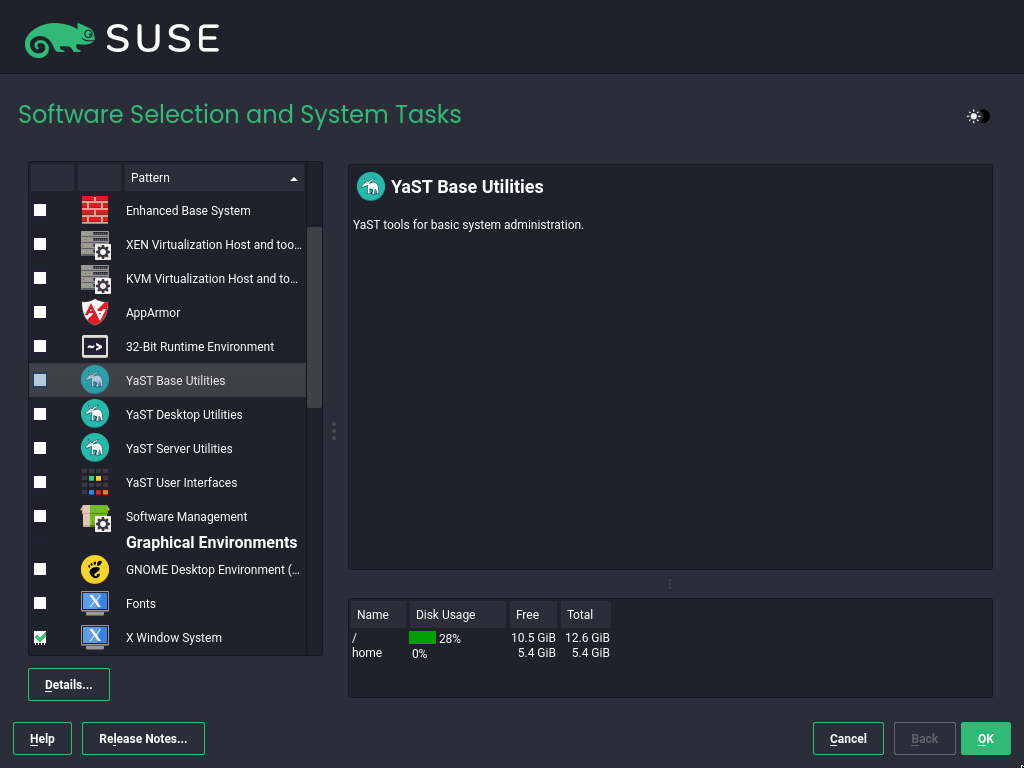 SUSE
Software Selection and System Tasks
Pattern
Enhanced Base System
XEN Virtualization Host and too...
KVM Virtualization Host and to...
AppArmor
32-Bit Runtime Environment
YaST Base Utilities
YaST Desktop Utilities
YaST Server Utilities
YaST User Interfaces
Software Management
Graphical Environments
GNOME Desktop Environment (...
Fonts
X Window System
Details...
YaST Base Utilities
YaST tools for basic system administration.
Name Disk Usage Free Total
/ 28% 10.5 GiB 12.6 GiB
home 0% 5.4 GiB 5.4 GiB
Help Release Notes... Cancel Back OK